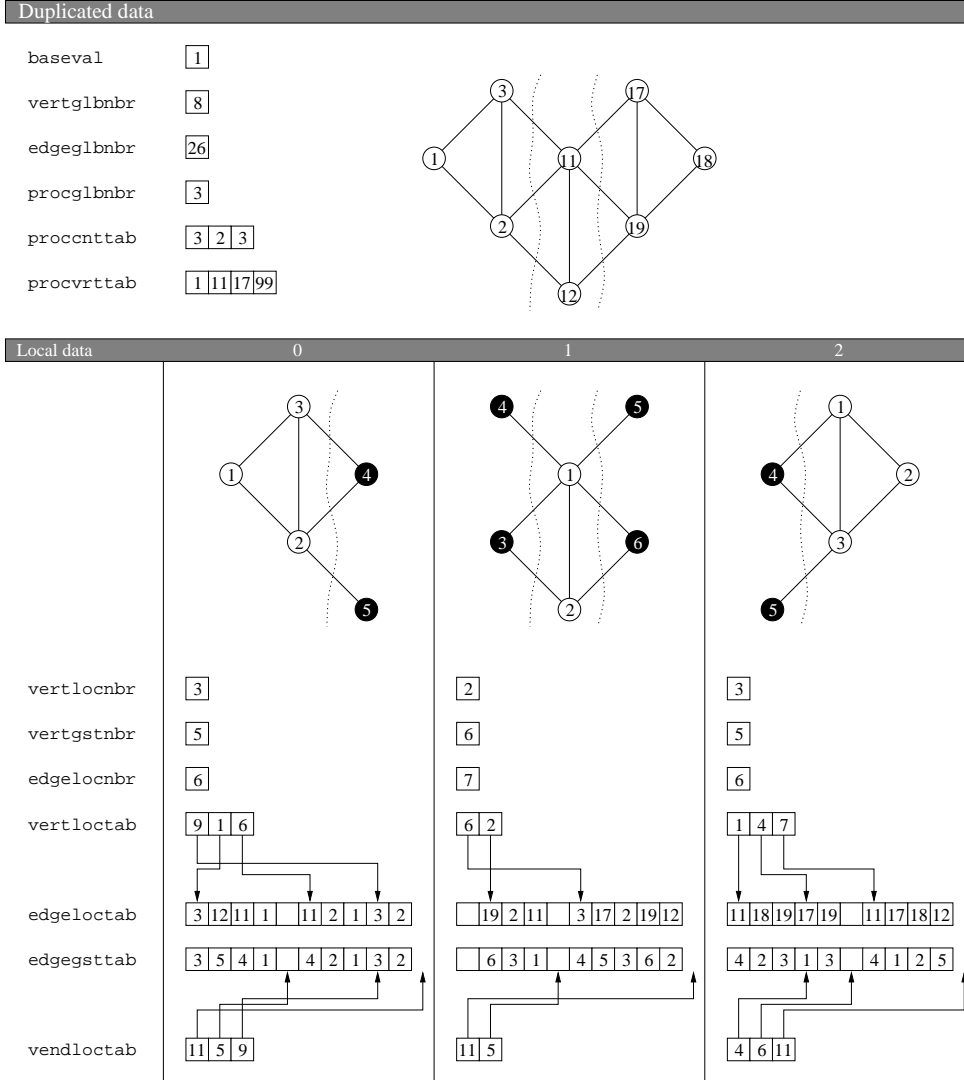 Duplicated data
baseval 1
vertglbnbr 8
edgeglbnbr 26
procglbnbr 3
proccnttab 3 2 3
procvrttab 1 11 17 99
3 17
1 11 18
2 19
12
Local data 0 1 2
3 4 5 1
1 4 1 4 2
2 3 6 3
5 2 5
vertlocnbr 3 2 3
vertgstnbr 5 6 5
edgelocnbr 6 7 6
vertloctab 9 1 6 6 2 1 4 7
edgeloctab 3 12 11 1 11 2 1 3 2 19 2 11 3 17 2 19 12 11 18 19 17 19 11 17 18 12
edgegsttab 3 5 4 1 4 2 1 3 2 6 3 1 4 5 3 6 2 4 2 3 1 3 4 1 2 5
vendloctab 11 5 9 11 5 4 6 11